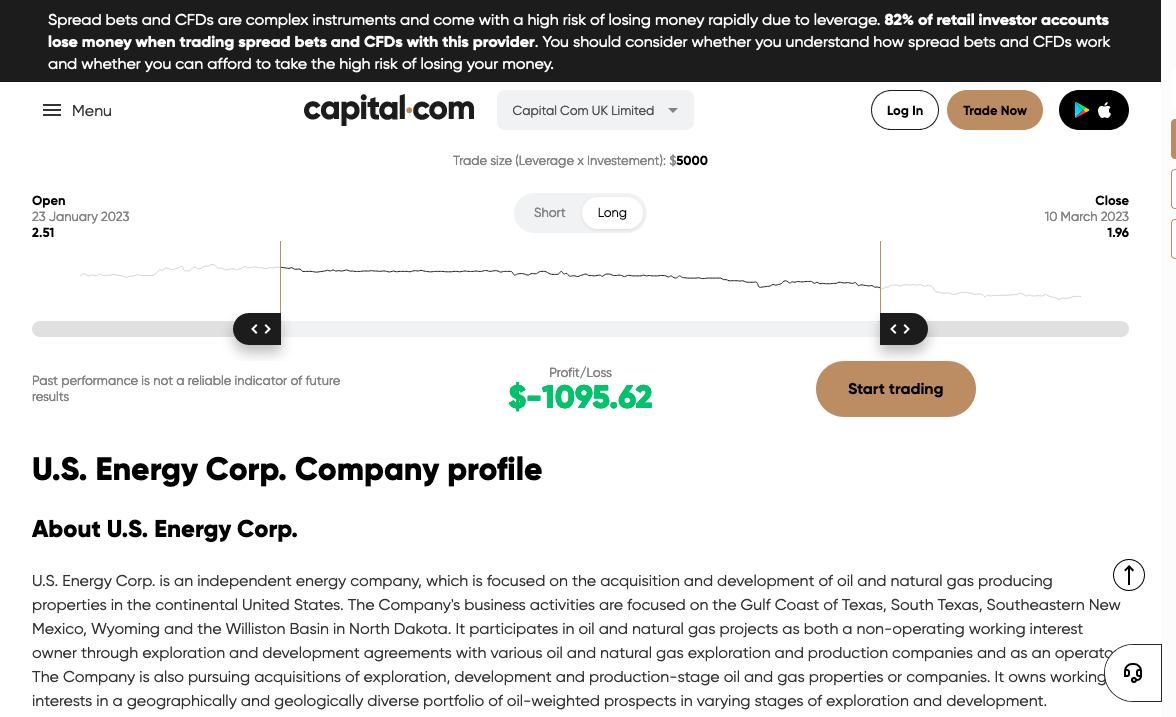 Spread bets and CFDs are complex instruments and come with a high risk of losing money rapidly due to leverage. 82% of retail investor accounts
lose money when trading spread bets and CFDs with this provider. You should consider whether you understand how spread bets and CFDs work
and whether you can afford to take the high risk of losing your money.
Menu
capital.com
Capital Com UK Limited
Log In
Trade Now
Trade size (Leverage x Investement): $5000
Open
23 January 2023
2.51
Short
Long
Close
10 March 2023
1.96
Past performance is not a reliable indicator of future
results
Profit/Loss
$-1095.62
Start trading
U.S. Energy Corp. Company profile
About U.S. Energy Corp.
U.S. Energy Corp. is an independent energy company, which is focused on the acquisition and development of oil and natural gas producing
properties in the continental United States. The Company's business activities are focused on the Gulf Coast of Texas, South Texas, Southeastern New
Mexico, Wyoming and the Williston Basin in North Dakota. It participates in oil and natural gas projects as both a non-operating working interest
owner through exploration and development agreements with various oil and natural gas exploration and production companies and as an operato
The Company is also pursuing acquisitions of exploration, development and production-stage oil and gas properties or companies. It owns working
interests in a geographically and geologically diverse portfolio of oil-weighted prospects in varying stages of exploration and development.